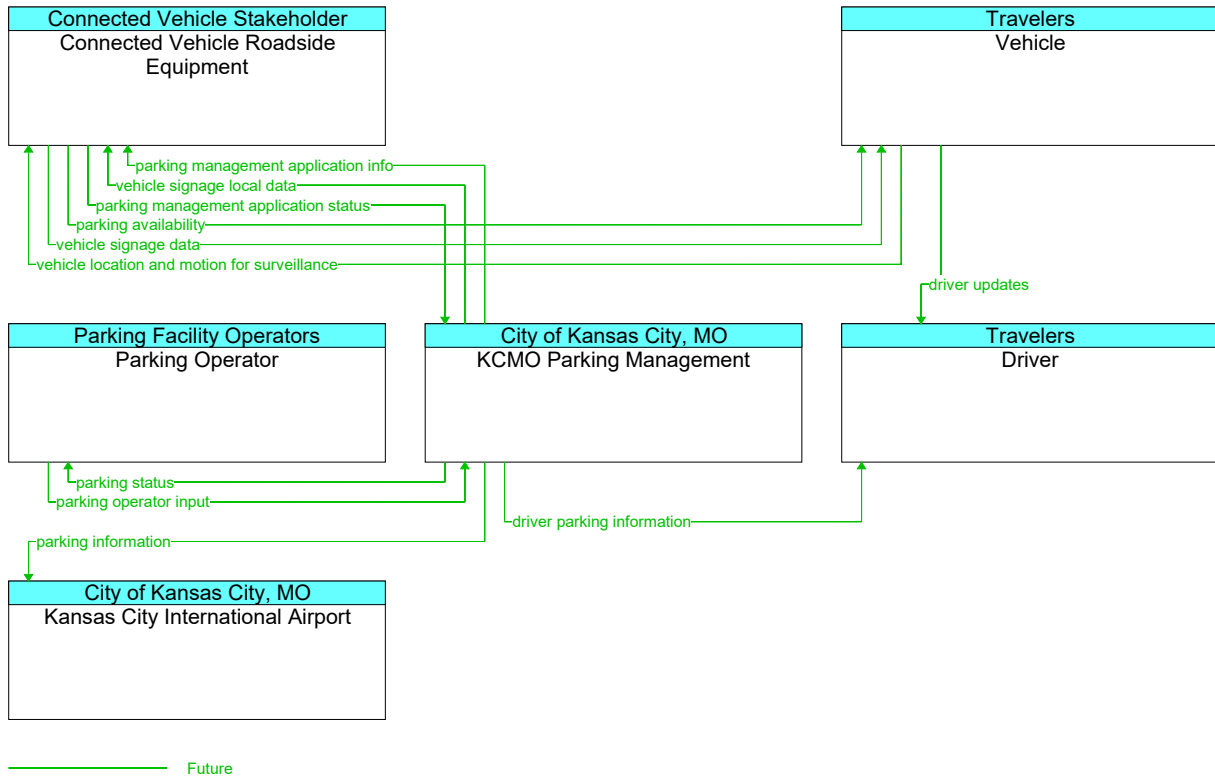 Connected Vehicle Stakeholder
Connected Vehicle Roadside
Equipment
Travelers
Vehicle
parking management application info
vehicle signage local data
parking management application status
parking availability
vehicle signage data
vehicle location and motion for surveillance
driver updates
Parking Facility Operators
Parking Operator
City of Kansas City, MO
KCMO Parking Management
Travelers
Driver
parking status
parking operator input
driver parking information
parking information
City of Kansas City, MO
Kansas City International Airport
Future